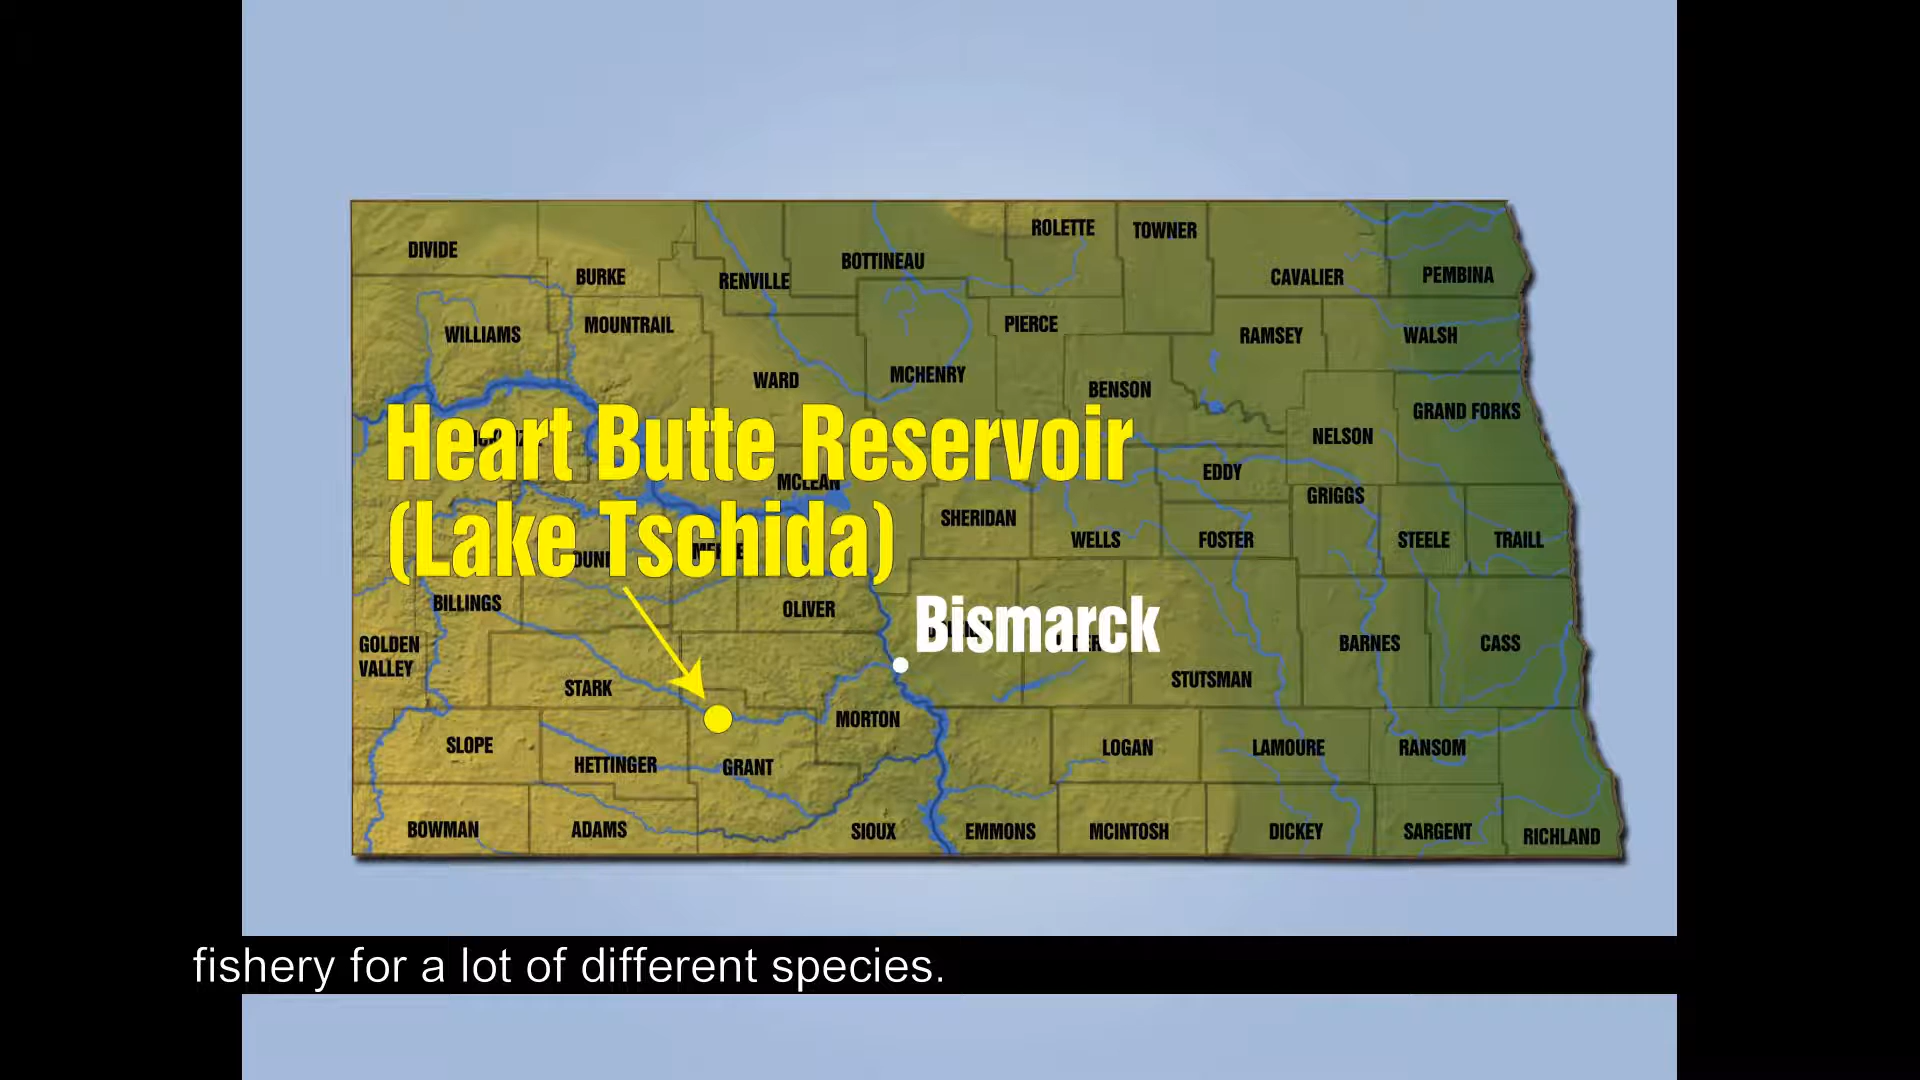 ROLETTE
TOWNER
DIVIDE
BOTTINEAU
BURKE
RENVILLE
CAVALIER
PEMBINA
WILLIAMS
MOUNTRAIL
PIERCE
RAMSEY
WALSH
WARD
MCHENRY
BENSON
GRAND FORKS
Heart Butte Reservoir
NELSON
EDDY
MCLEAN
GRIGGS
(Lake Tschida)
SHERIDAN
WELLS
FOSTER
STEELE
TRAILL
BILLINGS
OLIVER
Bismarck
GOLDEN
VALLEY
BARNES
CASS
STARK
STUTSMAN
MORTON
SLOPE
LOGAN
LAMOURE
RANSOM
HETTINGER
GRANT
BOWMAN
ADAMS
SIOUX
EMMONS
MCINTOSH
DICKEY
SARGENT
RICHLAND
fishery for a lot of different species.